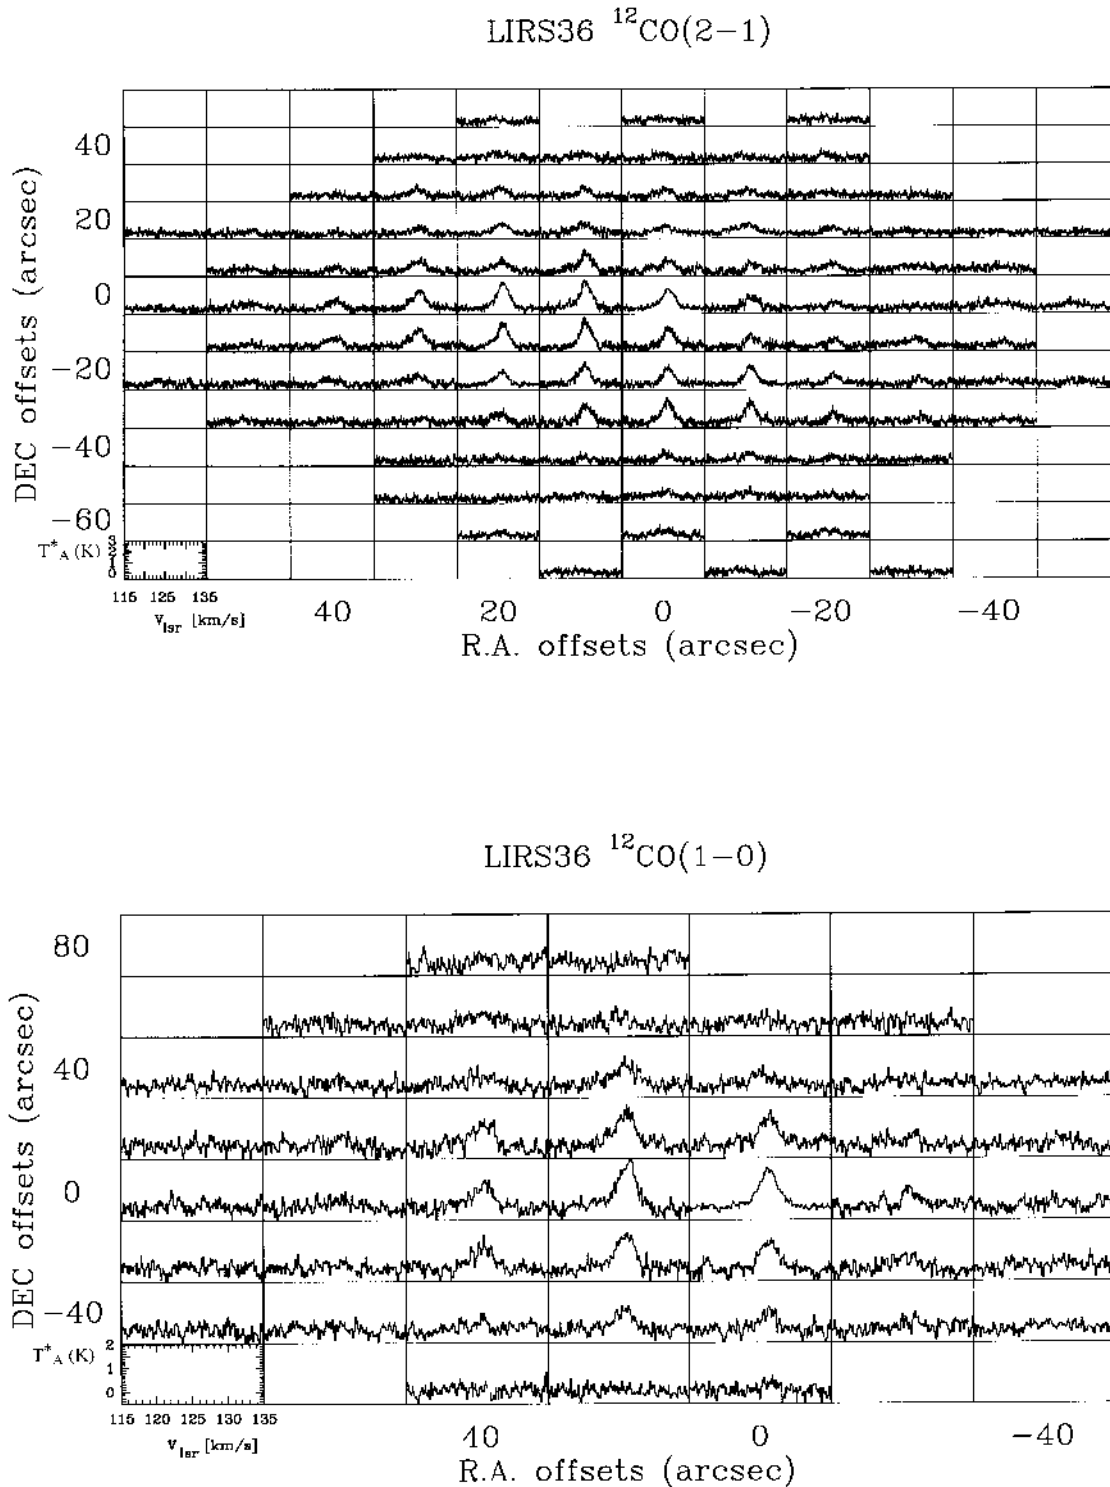 LIRS36 ¹²CO(2−1)
40
20
0
−20
−40
−60
DEC offsets (arcsec)
T*A(K)
3
2
1
0
115 125 135
Vlsr [km/s]
40 20 0 −20 −40
R.A. offsets (arcsec)
LIRS36 ¹²CO(1−0)
80
40
0
−40
DEC offsets (arcsec)
T*A(K)
2
1
0
115 120 125 130 135
Vlsr [km/s]
40 0 −40
R.A. offsets (arcsec)